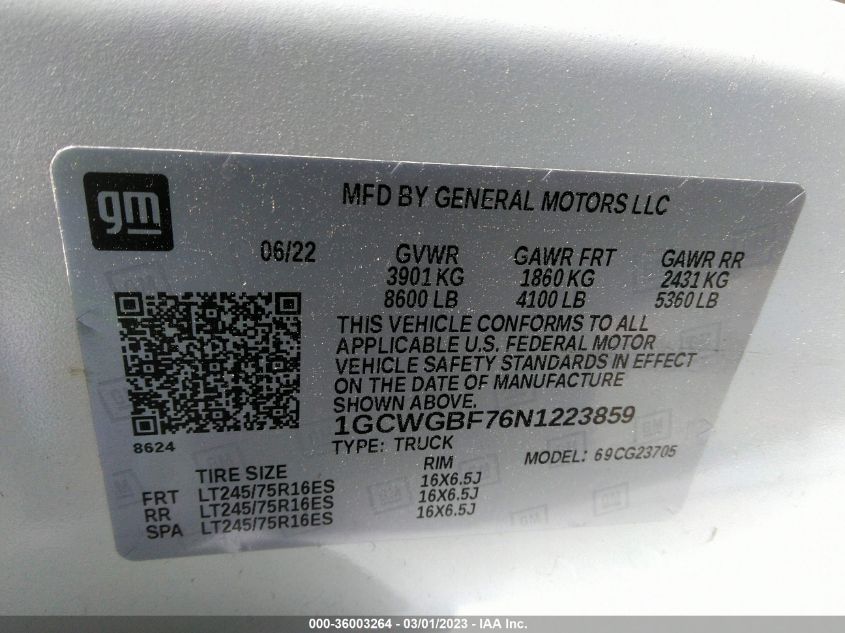 gm
MFD BY GENERAL MOTORS LLC
06/22 GVWR GAWR FRT GAWR RR
3901 KG 1860 KG 2431 KG
8600 LB 4100 LB 5360 LB
THIS VEHICLE CONFORMS TO ALL
APPLICABLE U.S. FEDERAL MOTOR
VEHICLE SAFETY STANDARDS IN EFFECT
ON THE DATE OF MANUFACTURE
SHOWN ABOVE.
1GCWGBF76N1223859
8624
TYPE: TRUCK MODEL: 69CG23705
TIRE SIZE RIM
FRT LT245/75R16ES 16X6.5J
RR LT245/75R16ES 16X6.5J
SPA LT245/75R16ES 16X6.5J
000-36003264 - 03/01/2023 - IAA Inc.